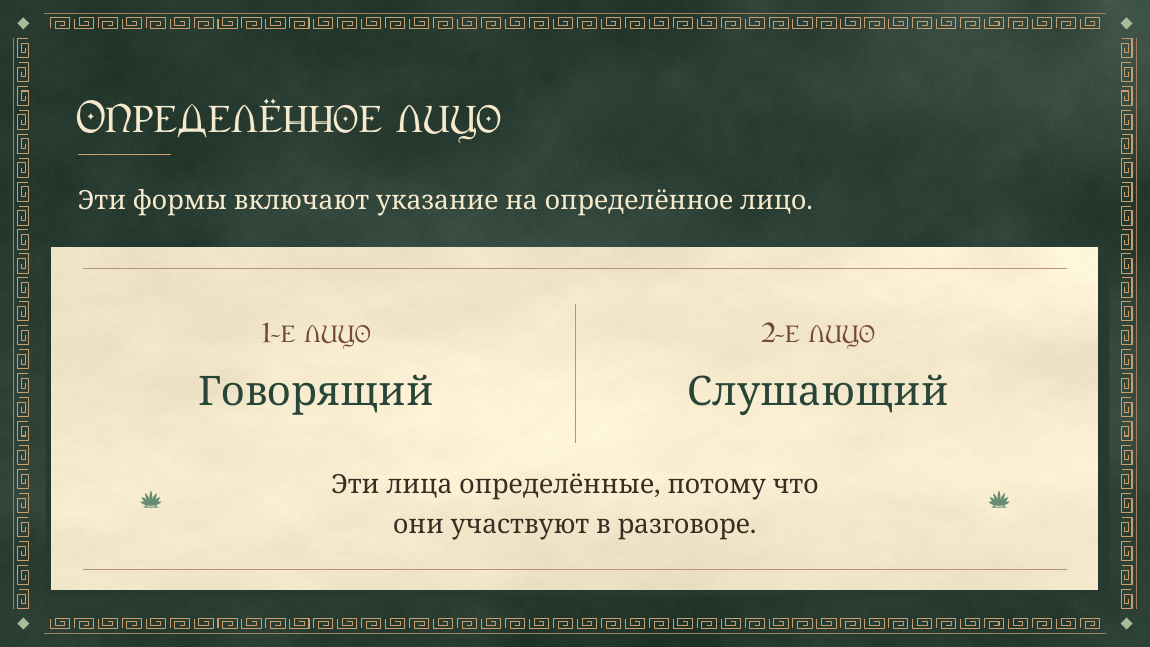 Определённое лицо
Эти формы включают указание на определённое лицо.
1-е лицо
Говорящий
2-е лицо
Слушающий
Эти лица определённые, потому что
они участвуют в разговоре.